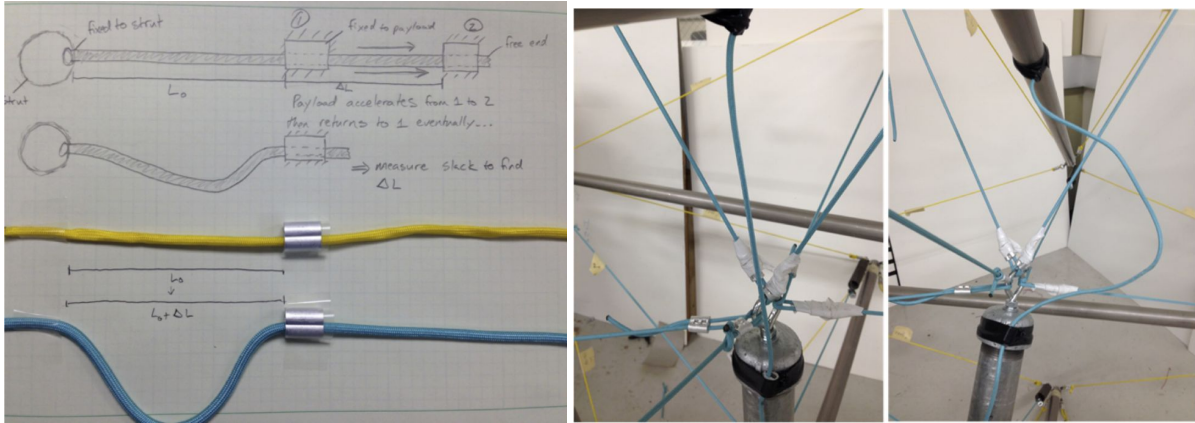 fixed to strut
①
fixed to payload
②
free end
strut
L₀
ΔL
Payload accelerates from 1 to 2
then returns to 1 eventually...
⇒ measure slack to find
ΔL
L₀
L₀ + ΔL